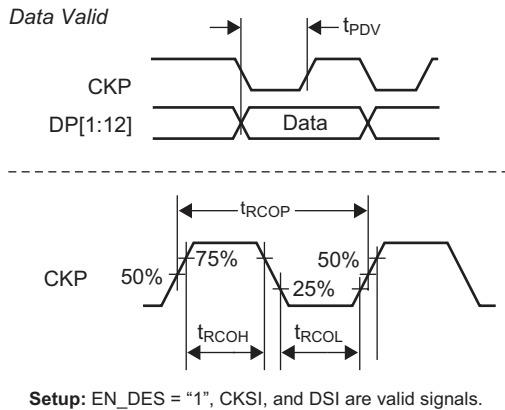 Data Valid
tPDV
CKP
DP[1:12]
Data
tRCOP
75%
50%
50%
CKP
25%
tRCOH
tRCOL
Setup: EN_DES = “1”, CKSI, and DSI are valid signals.